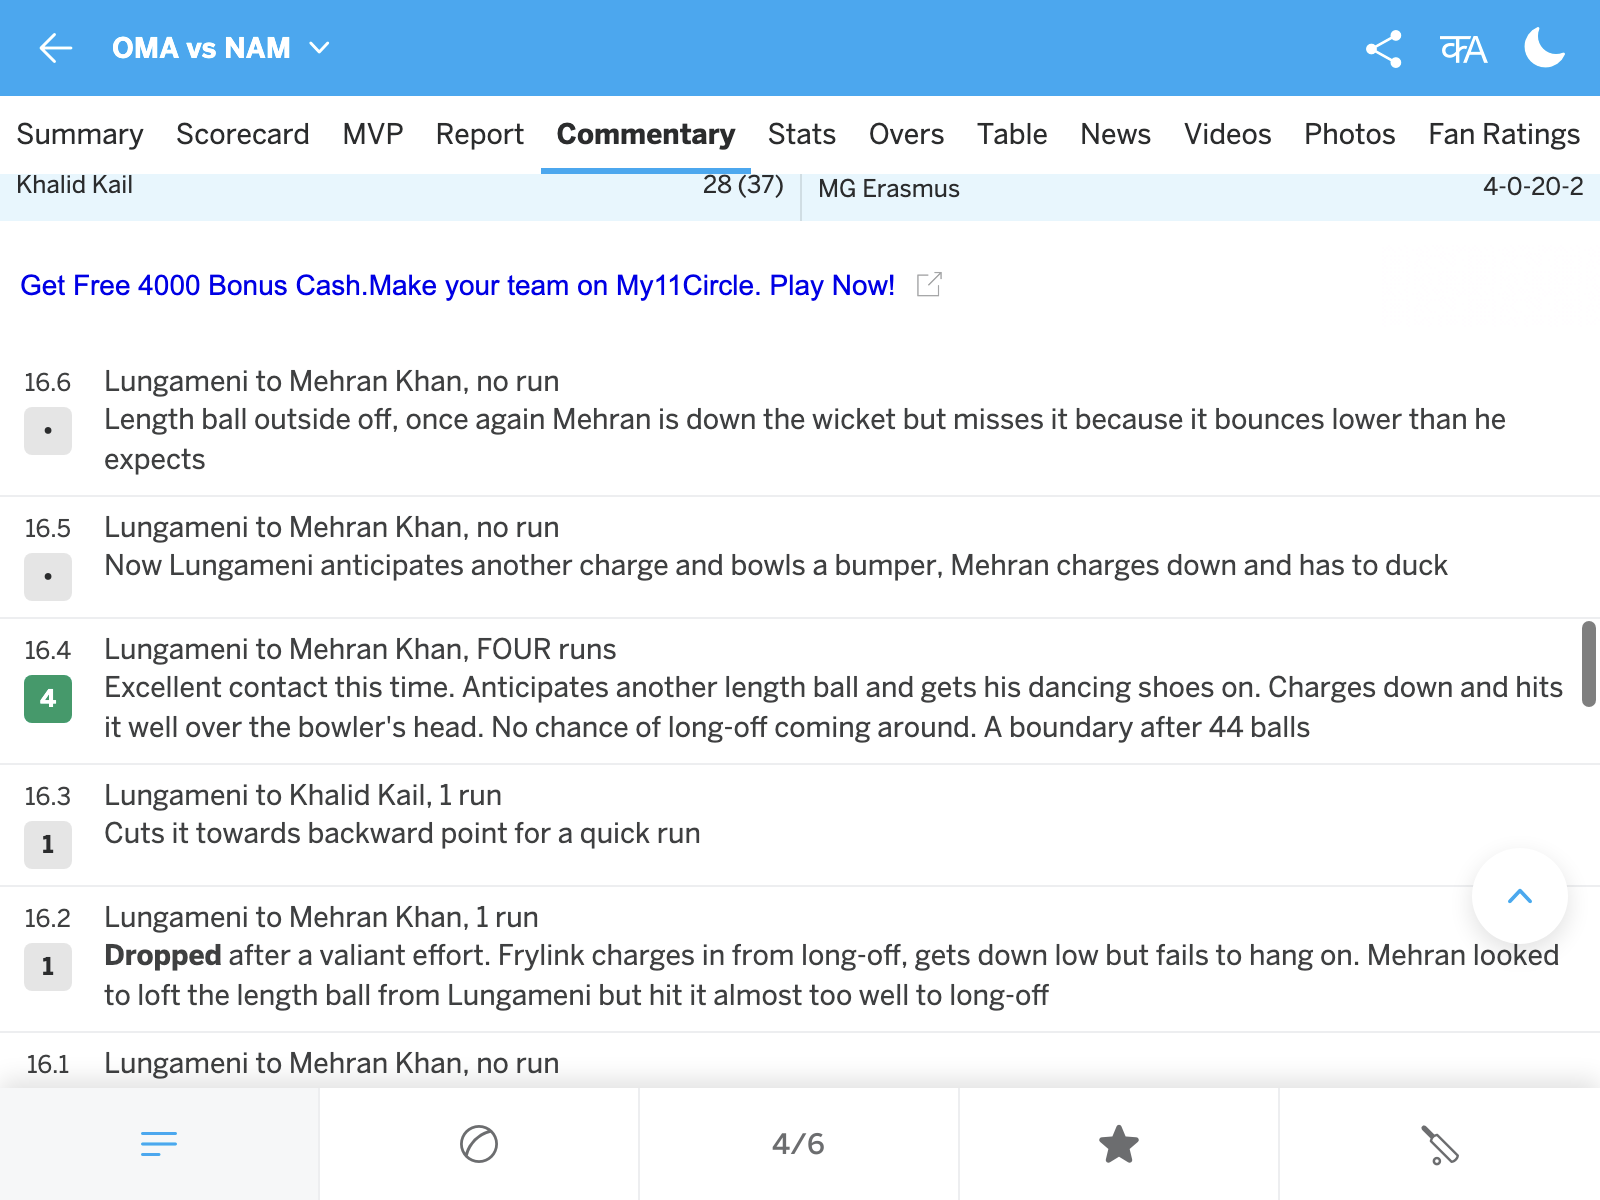 OMA vs NAM
क A
Summary Scorecard MVP Report Commentary Stats Overs Table News Videos Photos Fan Ratings
Khalid Kail 28 (37) MG Erasmus 4-0-20-2
Get Free 4000 Bonus Cash.Make your team on My11Circle. Play Now!
16.6 Lungameni to Mehran Khan, no run
• Length ball outside off, once again Mehran is down the wicket but misses it because it bounces lower than he
expects
16.5 Lungameni to Mehran Khan, no run
• Now Lungameni anticipates another charge and bowls a bumper, Mehran charges down and has to duck
16.4 Lungameni to Mehran Khan, FOUR runs
4 Excellent contact this time. Anticipates another length ball and gets his dancing shoes on. Charges down and hits
it well over the bowler's head. No chance of long-off coming around. A boundary after 44 balls
16.3 Lungameni to Khalid Kail, 1 run
1 Cuts it towards backward point for a quick run
16.2 Lungameni to Mehran Khan, 1 run
1 Dropped after a valiant effort. Frylink charges in from long-off, gets down low but fails to hang on. Mehran looked
to loft the length ball from Lungameni but hit it almost too well to long-off
16.1 Lungameni to Mehran Khan, no run
4/6